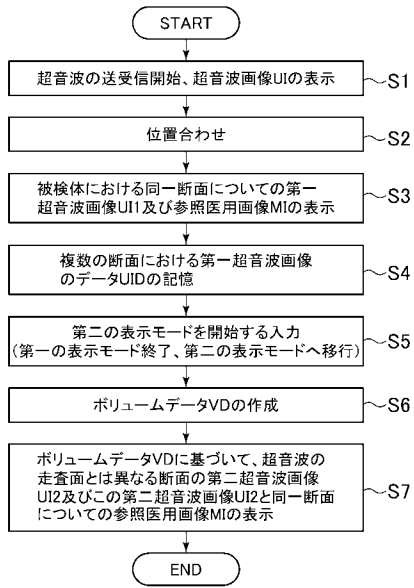 START
超音波の送受信開始、超音波画像UIの表示
S1
位置合わせ
S2
被検体における同一断面についての第一
超音波画像UI1及び参照医用画像MIの表示
S3
複数の断面における第一超音波画像
のデータUIDの記憶
S4
第二の表示モードを開始する入力
(第一の表示モード終了、第二の表示モードへ移行)
S5
ボリュームデータVDの作成
S6
ボリュームデータVDに基づいて、超音波の
走査面とは異なる断面の第二超音波画像
UI2及びこの第二超音波画像UI2と同一断面
についての参照医用画像MIの表示
S7
END